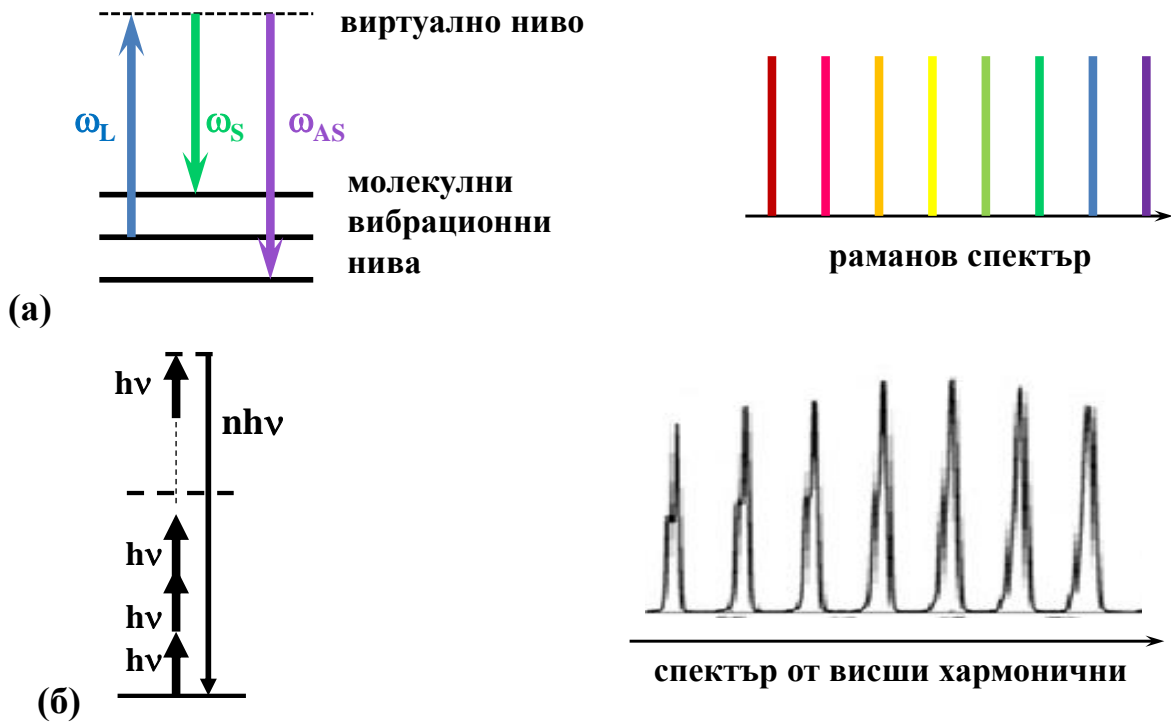 виртуално ниво
ωL
ωS
ωAS
молекулни
вибрационни
нива
раманов спектър
(а)
hν
nhν
hν
hν
hν
спектър от висши хармонични
(б)